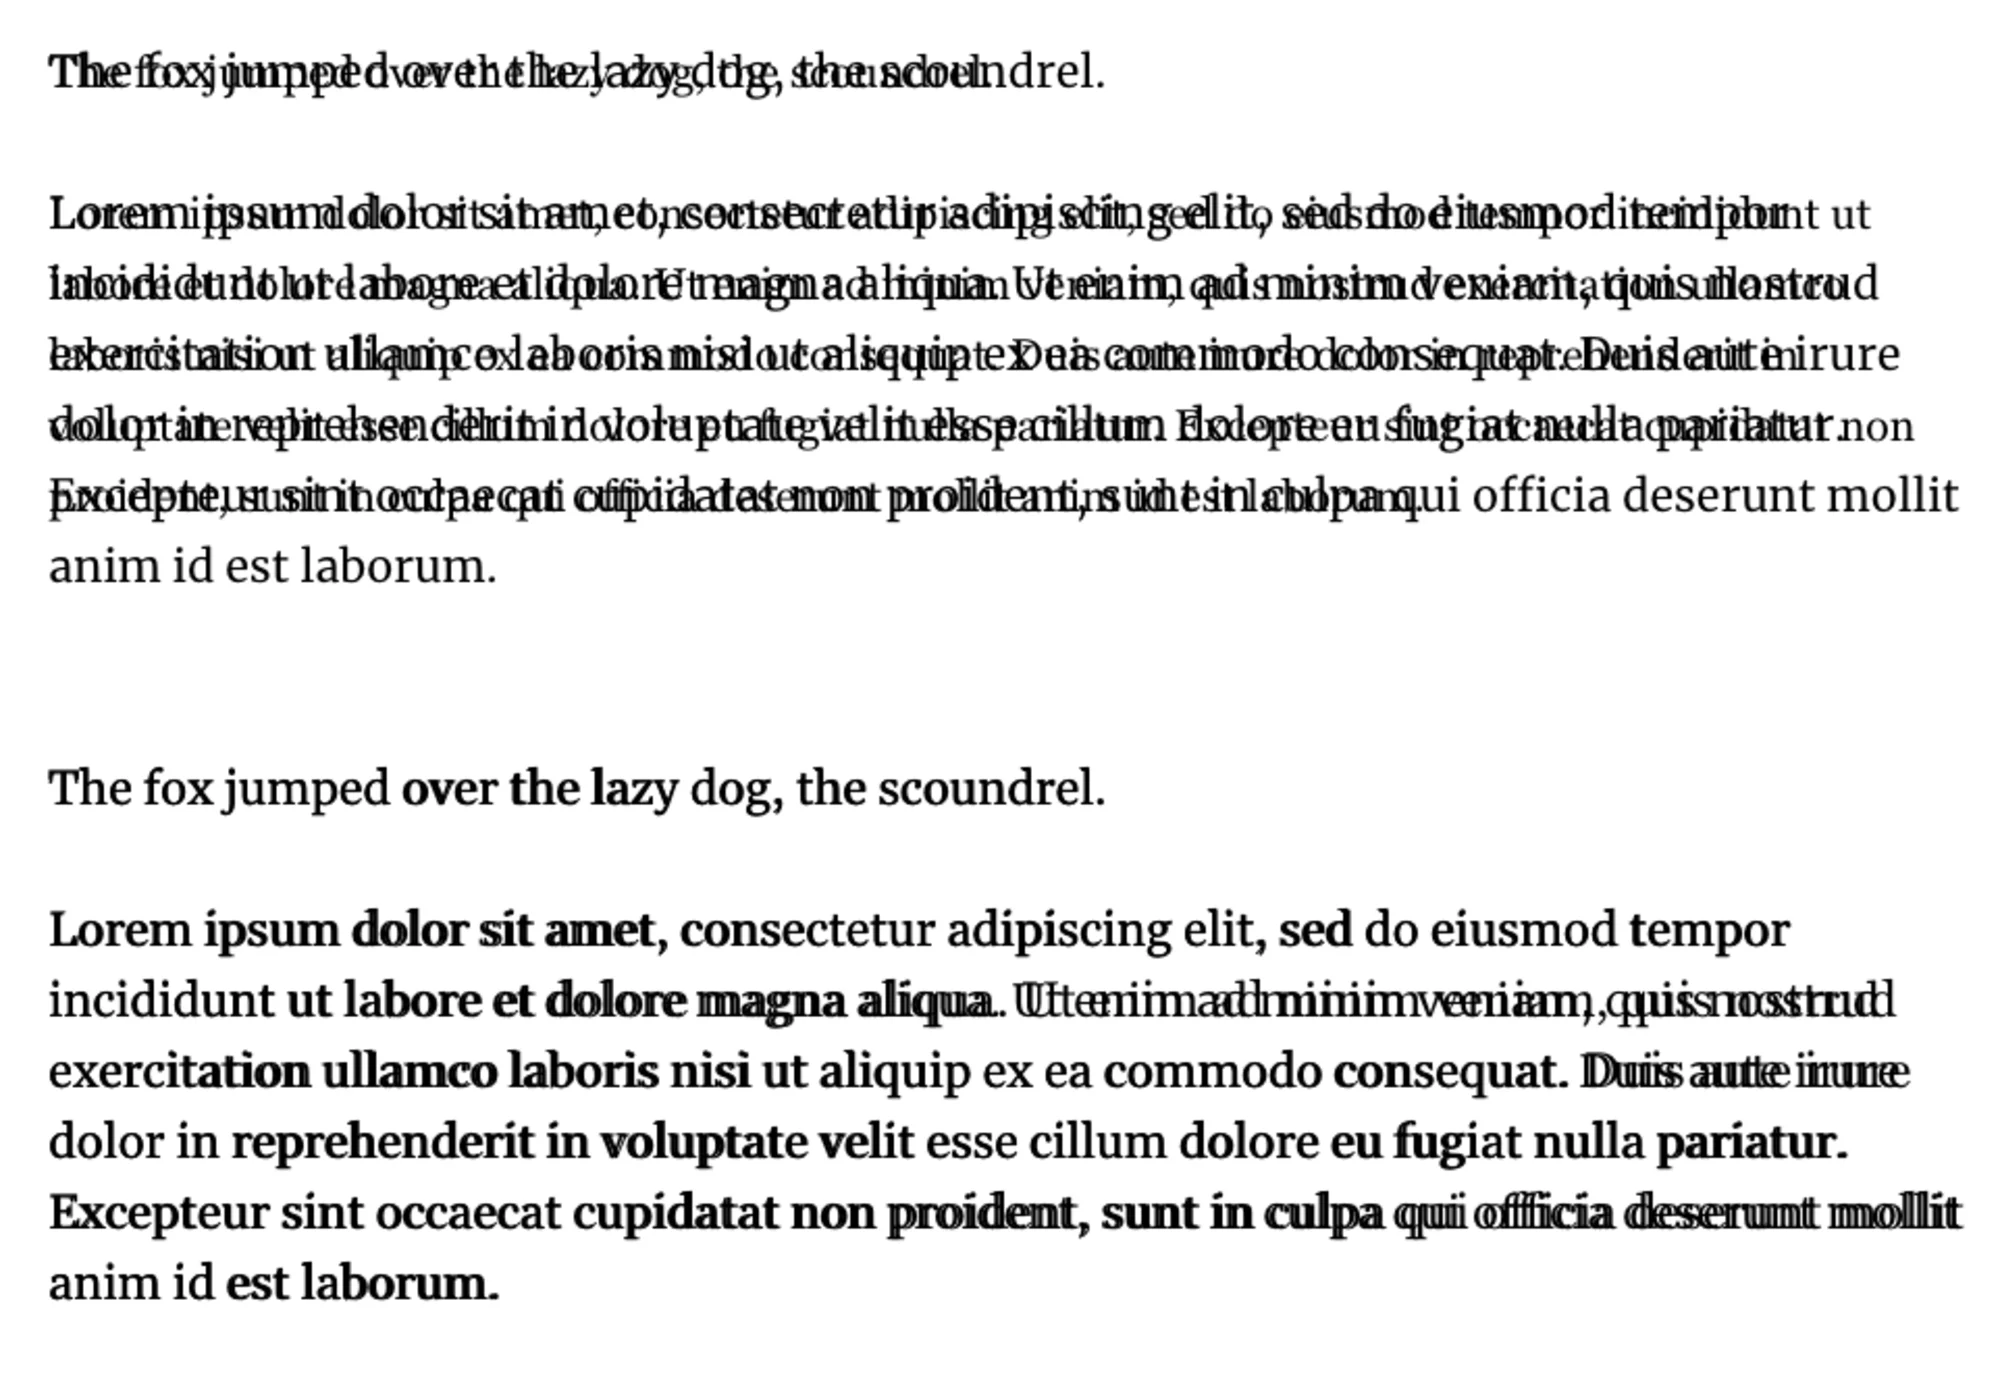 The fox jumped over the lazy dog, the scoundrel.
Lorem ipsum dolor sit amet, consectetur adipiscing elit, sed do eiusmod tempor
incididunt ut labore et dolore magna aliqua. Ut enim ad minim veniam, quis nostrud
exercitation ullamco laboris nisi ut aliquip ex ea commodo consequat. Duis aute irure
dolor in reprehenderit in voluptate velit esse cillum dolore eu fugiat nulla pariatur.
Excepteur sint occaecat cupidatat non proident, sunt in culpa qui officia deserunt mollit
anim id est laborum.
The fox jumped over the lazy dog, the scoundrel.
Lorem ipsum dolor sit amet, consectetur adipiscing elit, sed do eiusmod tempor
incididunt ut labore et dolore magna aliqua. Ut enim ad minim veniam, quis nostrud
exercitation ullamco laboris nisi ut aliquip ex ea commodo consequat. Duis aute irure
dolor in reprehenderit in voluptate velit esse cillum dolore eu fugiat nulla pariatur.
Excepteur sint occaecat cupidatat non proident, sunt in culpa qui officia deserunt mollit
anim id est laborum.